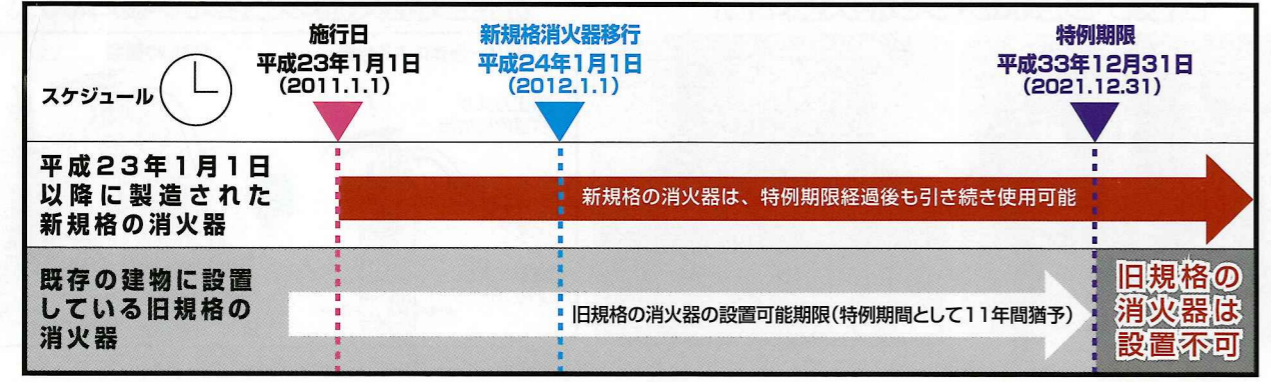 スケジュール
施行日
平成23年1月1日
(2011.1.1)
新規格消火器移行
平成24年1月1日
(2012.1.1)
特例期限
平成33年12月31日
(2021.12.31)
平成23年1月1日
以降に製造された
新規格の消火器
新規格の消火器は、特例期限経過後も引き続き使用可能
既存の建物に設置
している旧規格の
消火器
旧規格の消火器の設置可能期限(特例期間として11年間猶予)
旧規格の
消火器は
設置不可